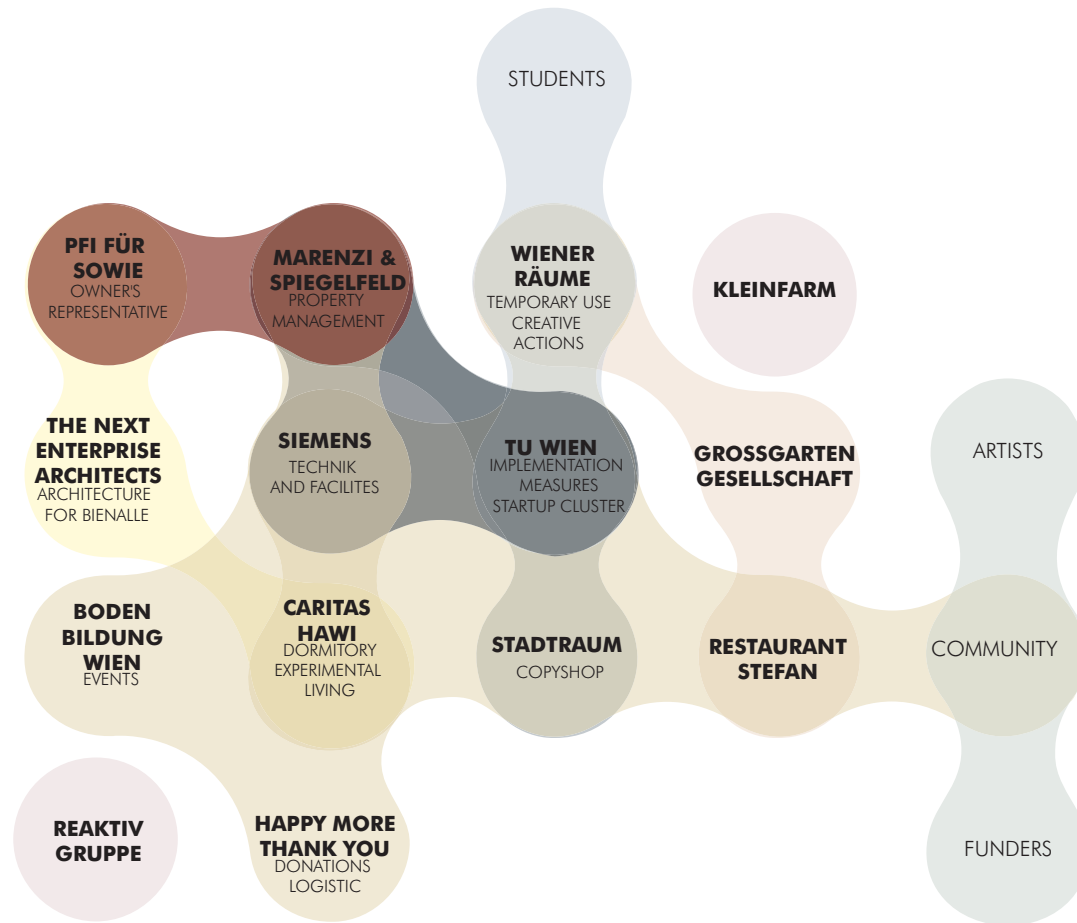 STUDENTS
PFI FÜR
SOWIE
OWNER'S
REPRESENTATIVE
MARENZI &
SPIEGELFELD
PROPERTY
MANAGEMENT
WIENER
RÄUME
TEMPORARY USE
CREATIVE
ACTIONS
KLEINFARM
THE NEXT
ENTERPRISE
ARCHITECTS
ARCHITECTURE
FOR BIENALLE
SIEMENS
TECHNIK
AND FACILITES
TU WIEN
IMPLEMENTATION
MEASURES
STARTUP CLUSTER
GROSSGARTEN
GESELLSCHAFT
ARTISTS
BODEN
BILDUNG
WIEN
EVENTS
CARITAS
HAWI
DORMITORY
EXPERIMENTAL
LIVING
STADTRAUM
COPYSHOP
RESTAURANT
STEFAN
COMMUNITY
REAKTIV
GRUPPE
HAPPY MORE
THANK YOU
DONATIONS
LOGISTIC
FUNDERS